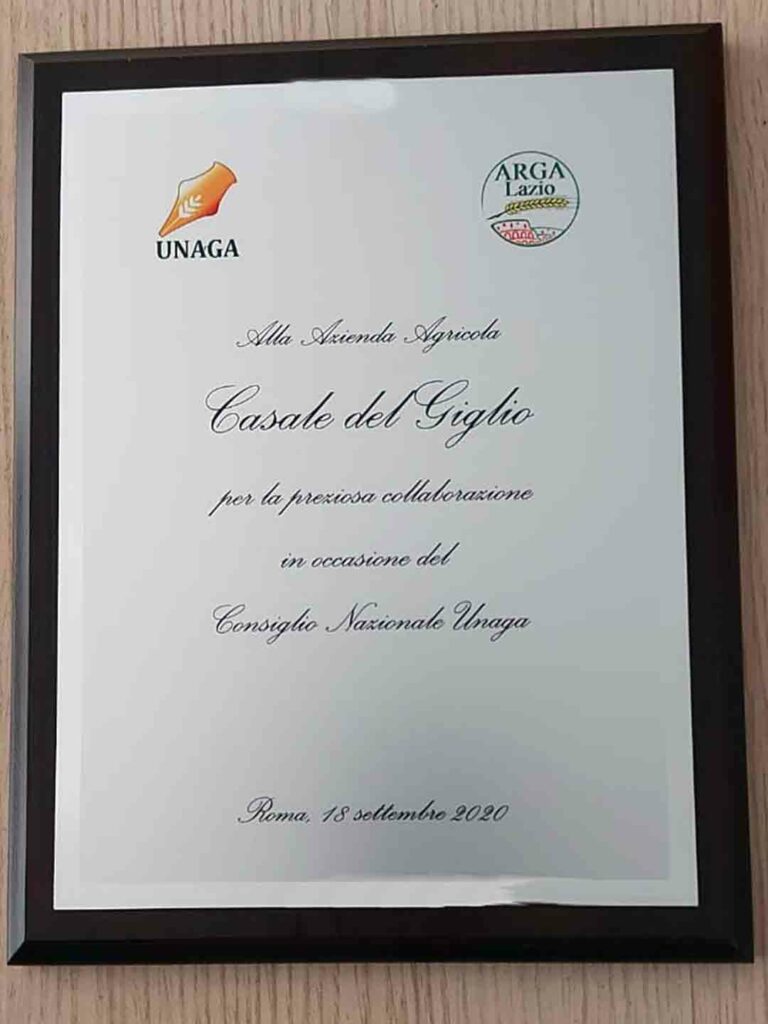 UNAGA
ARGA
Lazio
Alla Azienda Agricola
Casale del Giglio
per la preziosa collaborazione
in occasione del
Consiglio Nazionale Unaga
Roma, 18 settembre 2020